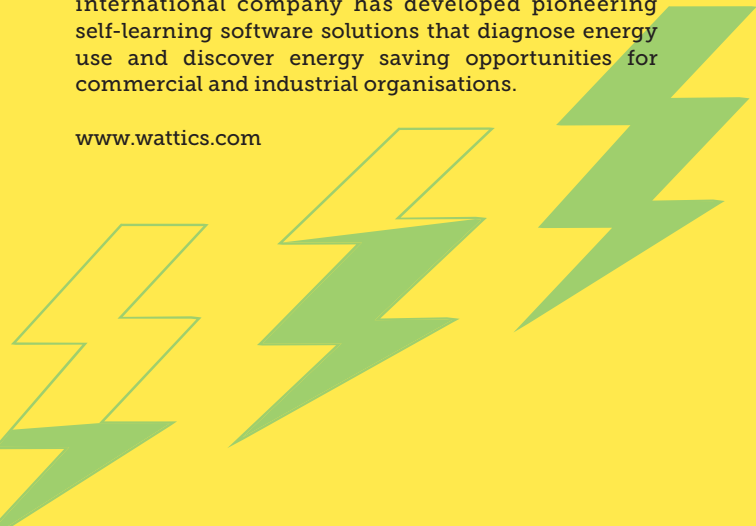 international company has developed pioneering
self-learning software solutions that diagnose energy
use and discover energy saving opportunities for
commercial and industrial organisations.
www.wattics.com